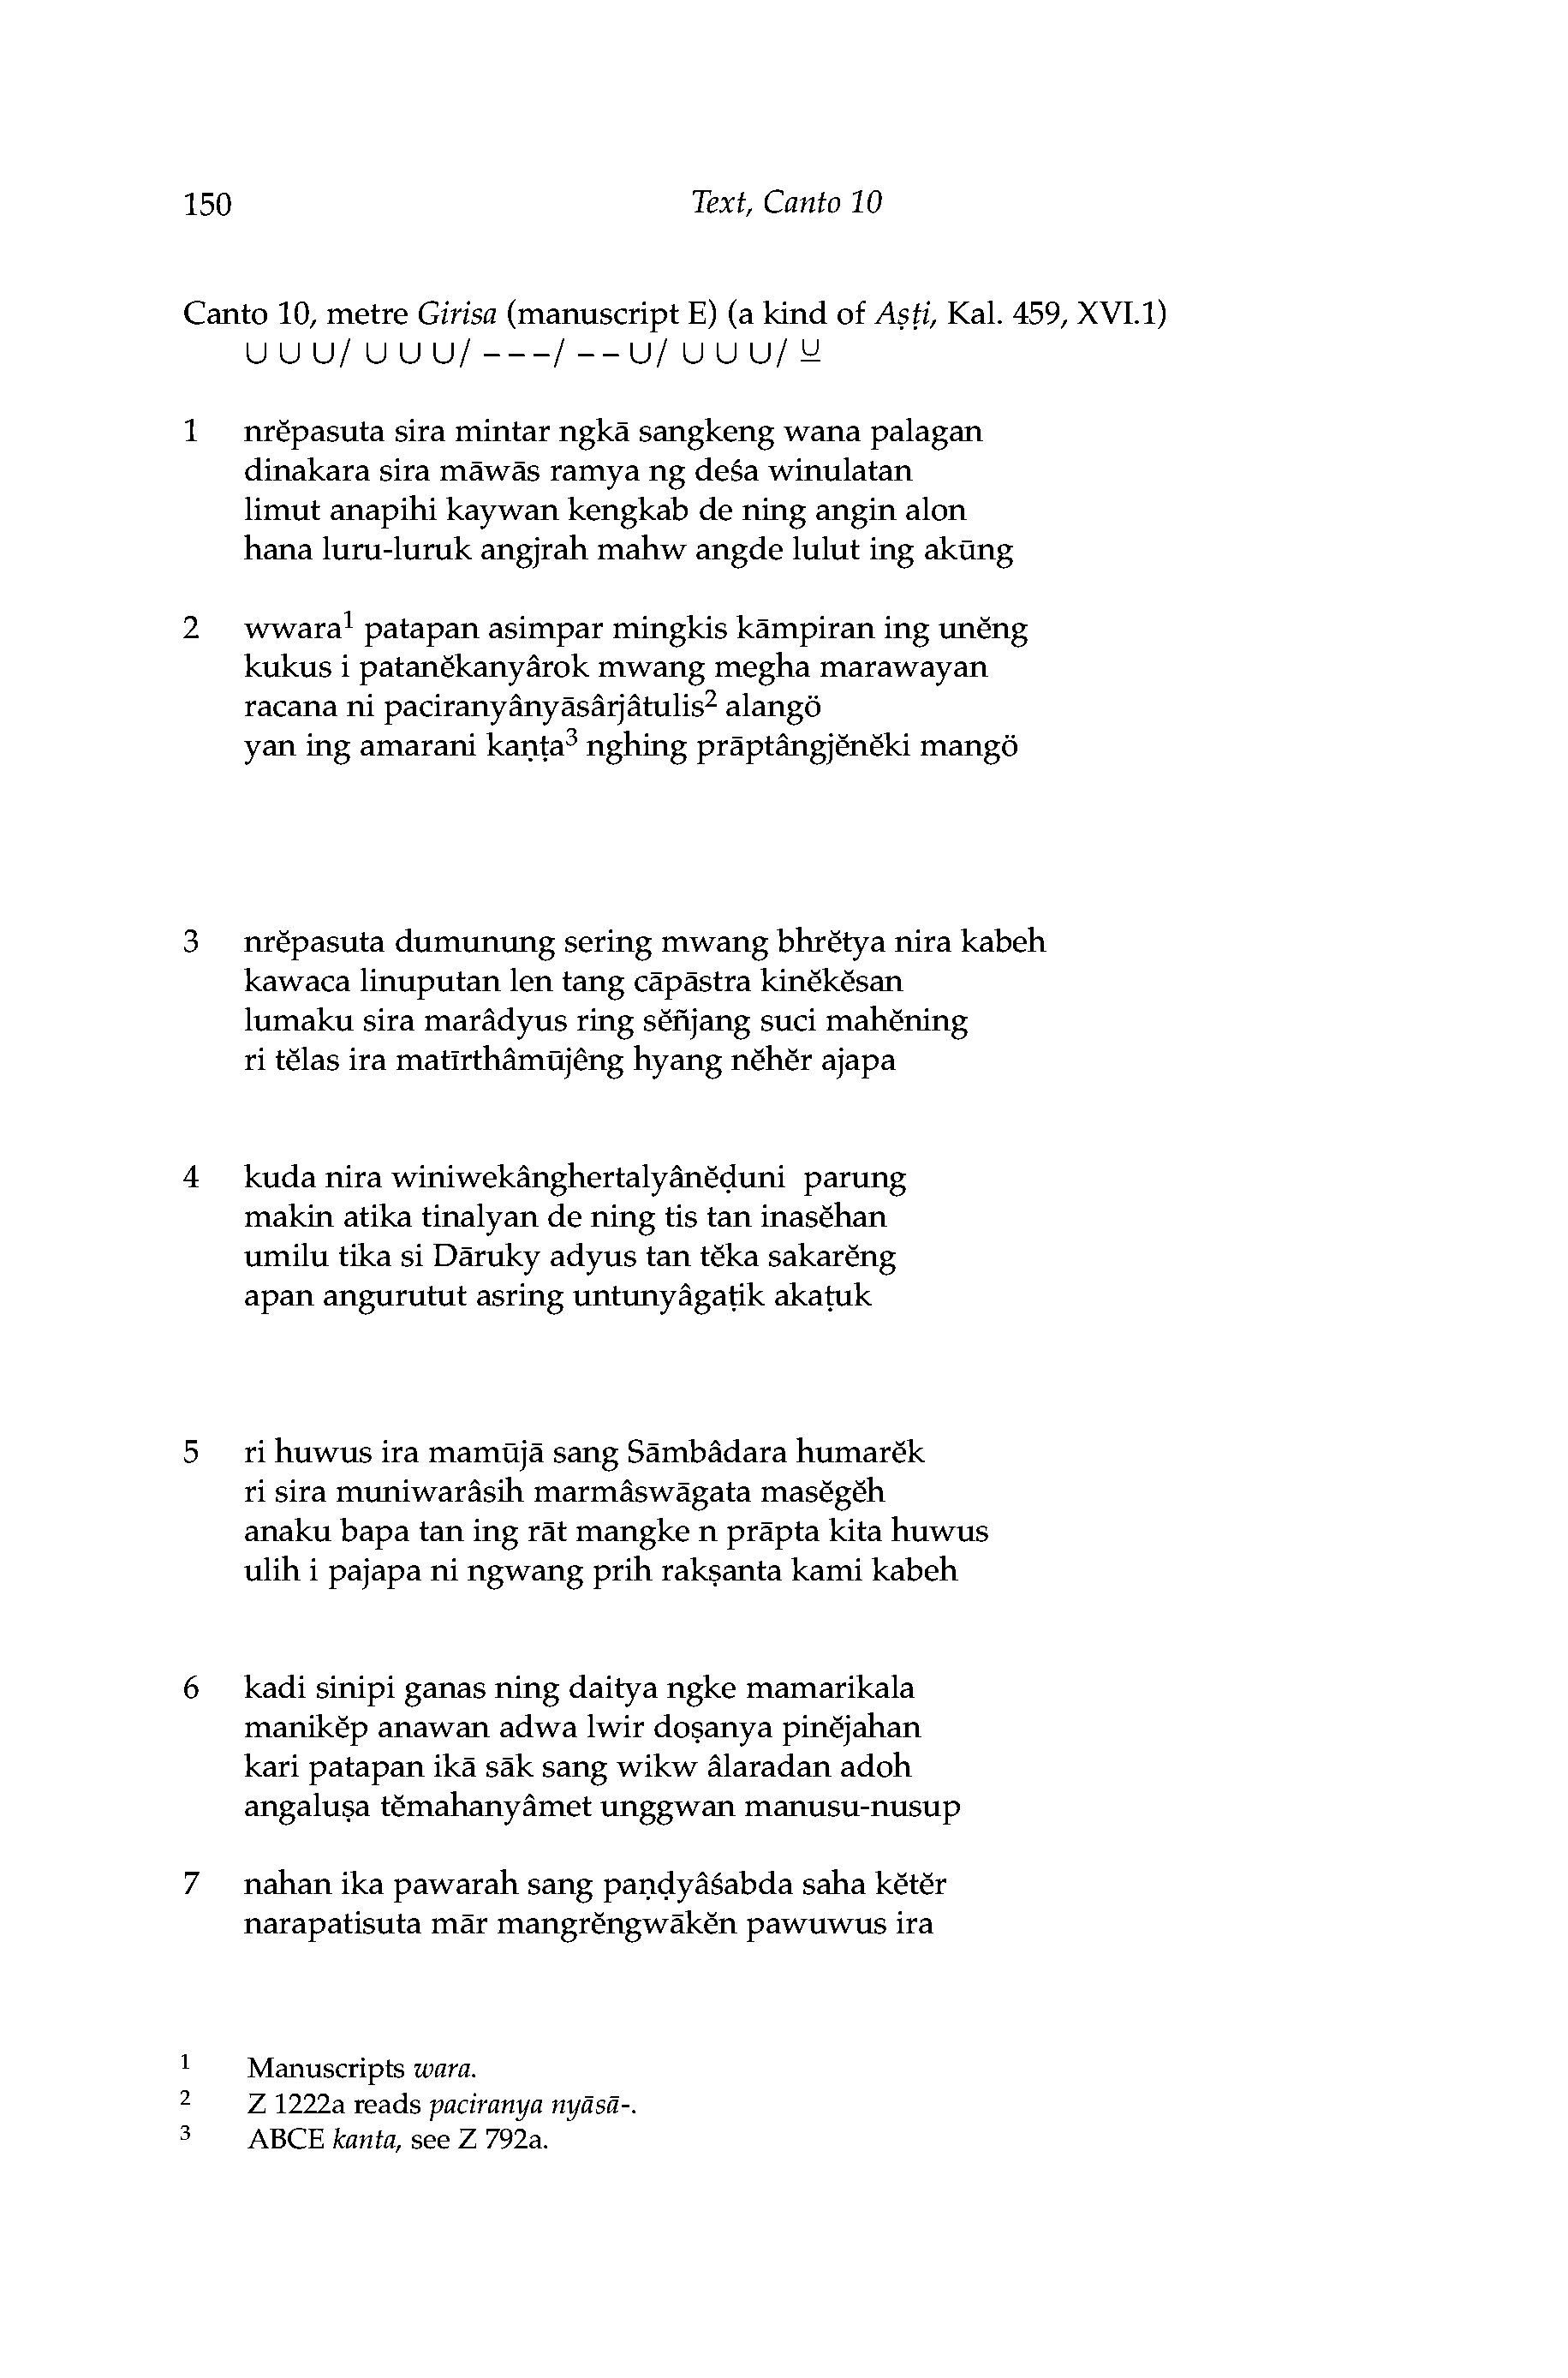 150 Text, Canto 10
Canto 10, metre Girisa (manuscript E) (a kind of Aṣṭi, Kal. 459, XVI.1)
∪ ∪ ∪/ ∪ ∪ ∪/ – – –/ – – ∪/ ∪ ∪ ∪/ ∪̲
1 nrĕpasuta sira mintar ngkā sangkeng wana palagan
dinakara sira māwās ramya ng deśa winulatan
limut anapihi kaywan kengkab de ning angin alon
hana luru-luruk angjrah mahw angde lulut ing akūng
2 wwara¹ patapan asimpar mingkis kāmpiran ing unĕng
kukus i patanĕkanyârok mwang megha marawayan
racana ni paciranyânyāsârjâtulis² alangö
yan ing amarani kaṇṭa³ nghing prāptângjĕnĕki mangö
3 nrĕpasuta dumunung sering mwang bhrĕtya nira kabeh
kawaca linuputan len tang cāpāstra kinĕkĕsan
lumaku sira marâdyus ring sĕñjang suci mahĕning
ri tĕlas ira matīrthâmūjêng hyang nĕhĕr ajapa
4 kuda nira winiwekânghertalyânĕḍuni parung
makin atika tinalyan de ning tis tan inasĕhan
umilu tika si Dāruky adyus tan tĕka sakarĕng
apan angurutut asring untunyâgaṭik akaṭuk
5 ri huwus ira mamūjā sang Sāmbâdara humarĕk
ri sira muniwarâsih marmâswāgata masĕgĕh
anaku bapa tan ing rāt mangke n prāpta kita huwus
ulih i pajapa ni ngwang prih rakṣanta kami kabeh
6 kadi sinipi ganas ning daitya ngke mamarikala
manikĕp anawan adwa lwir doṣanya pinĕjahan
kari patapan ikā sāk sang wikw âlaradan adoh
angaluṣa tĕmahanyâmet unggwan manusu-nusup
7 nahan ika pawarah sang paṇḍyâśabda saha kĕtĕr
narapatisuta mār mangrĕngwākĕn pawuwus ira
1 Manuscripts wara.
2 Z 1222a reads paciranya nyāsā-.
3 ABCE kanta, see Z 792a.